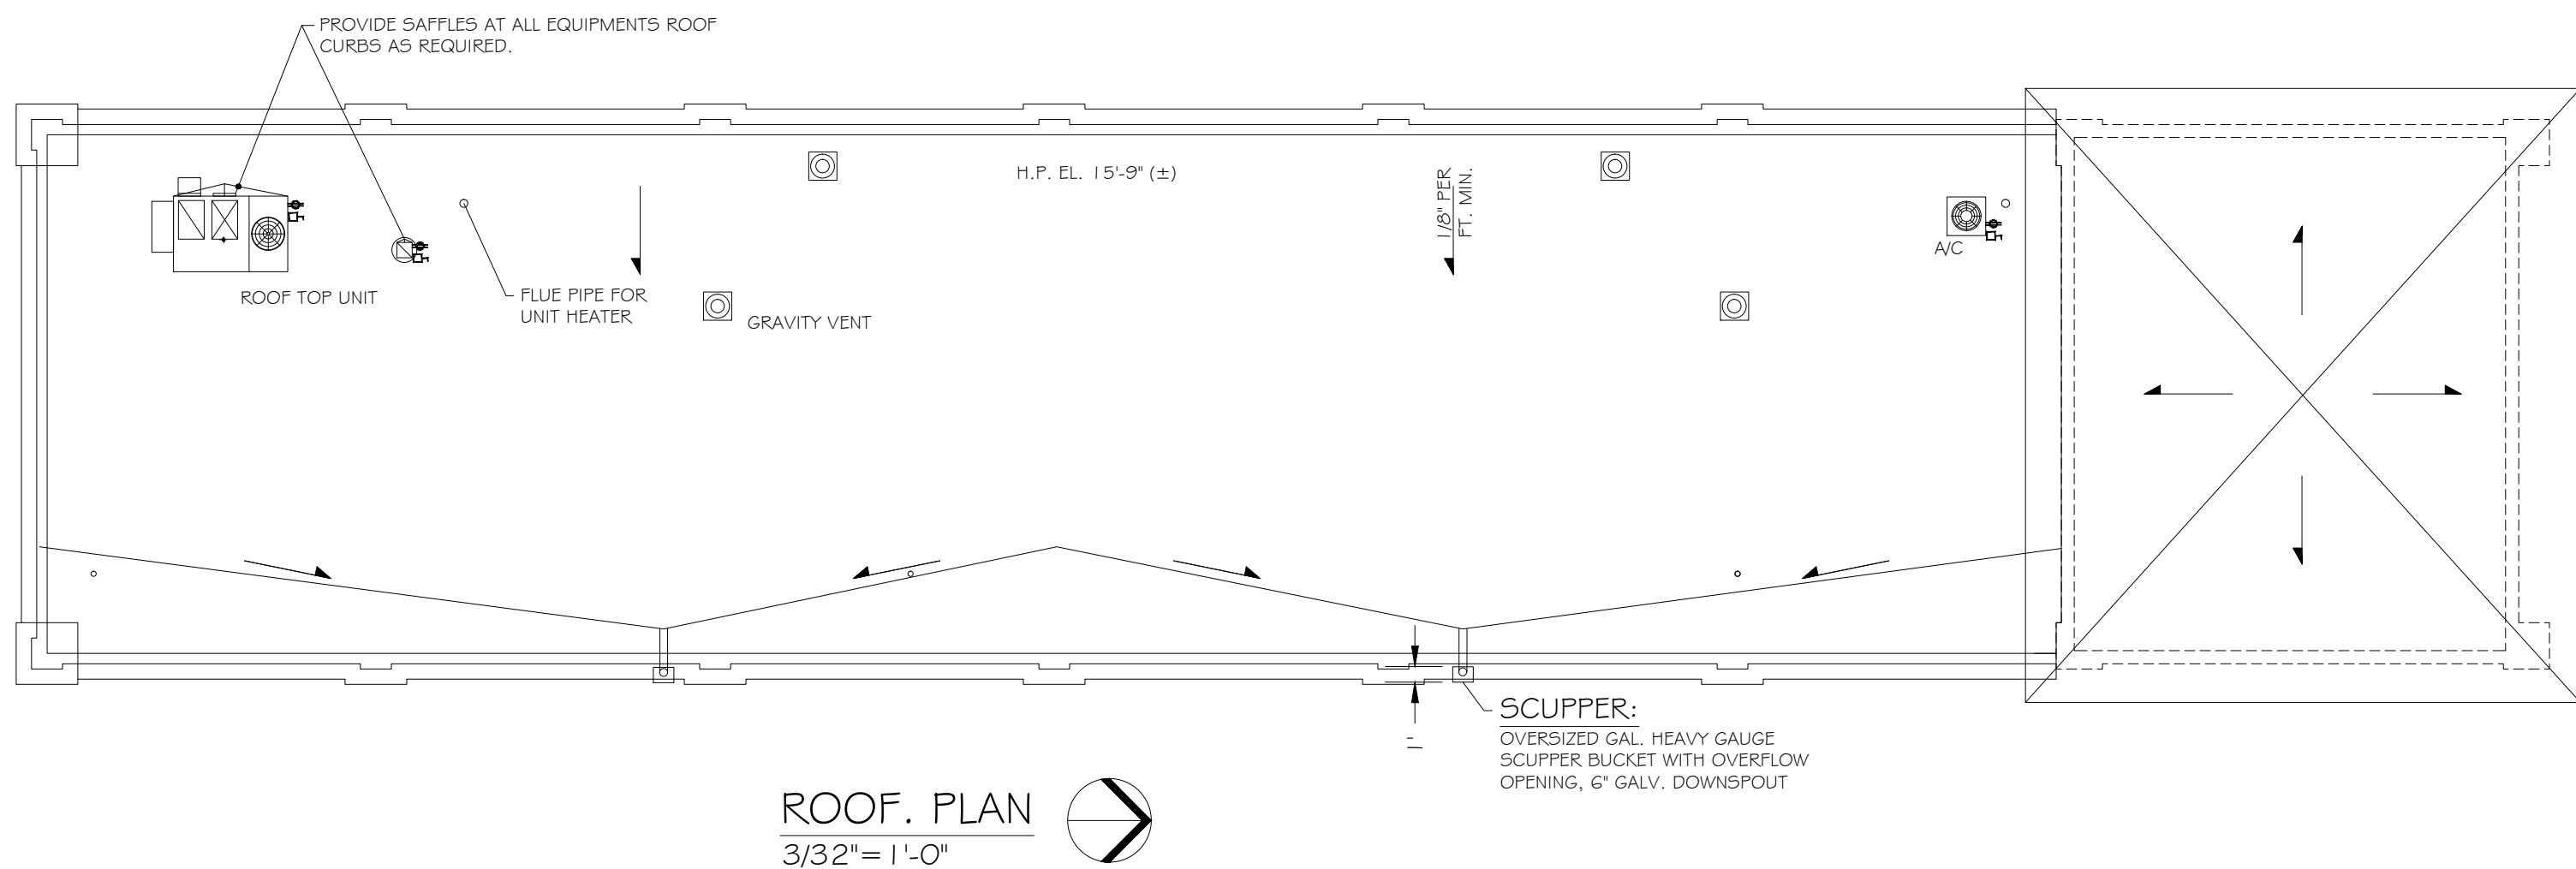 PROVIDE SAFFLES AT ALL EQUIPMENTS ROOF
CURBS AS REQUIRED.
H.P. EL. 15'-9" (±)
1/8" PER
FT. MIN.
A/C
ROOF TOP UNIT
FLUE PIPE FOR
UNIT HEATER
GRAVITY VENT
1'
SCUPPER:
OVERSIZED GAL. HEAVY GAUGE
SCUPPER BUCKET WITH OVERFLOW
OPENING, 6" GALV. DOWNSPOUT
ROOF. PLAN
3/32"=1'-0"